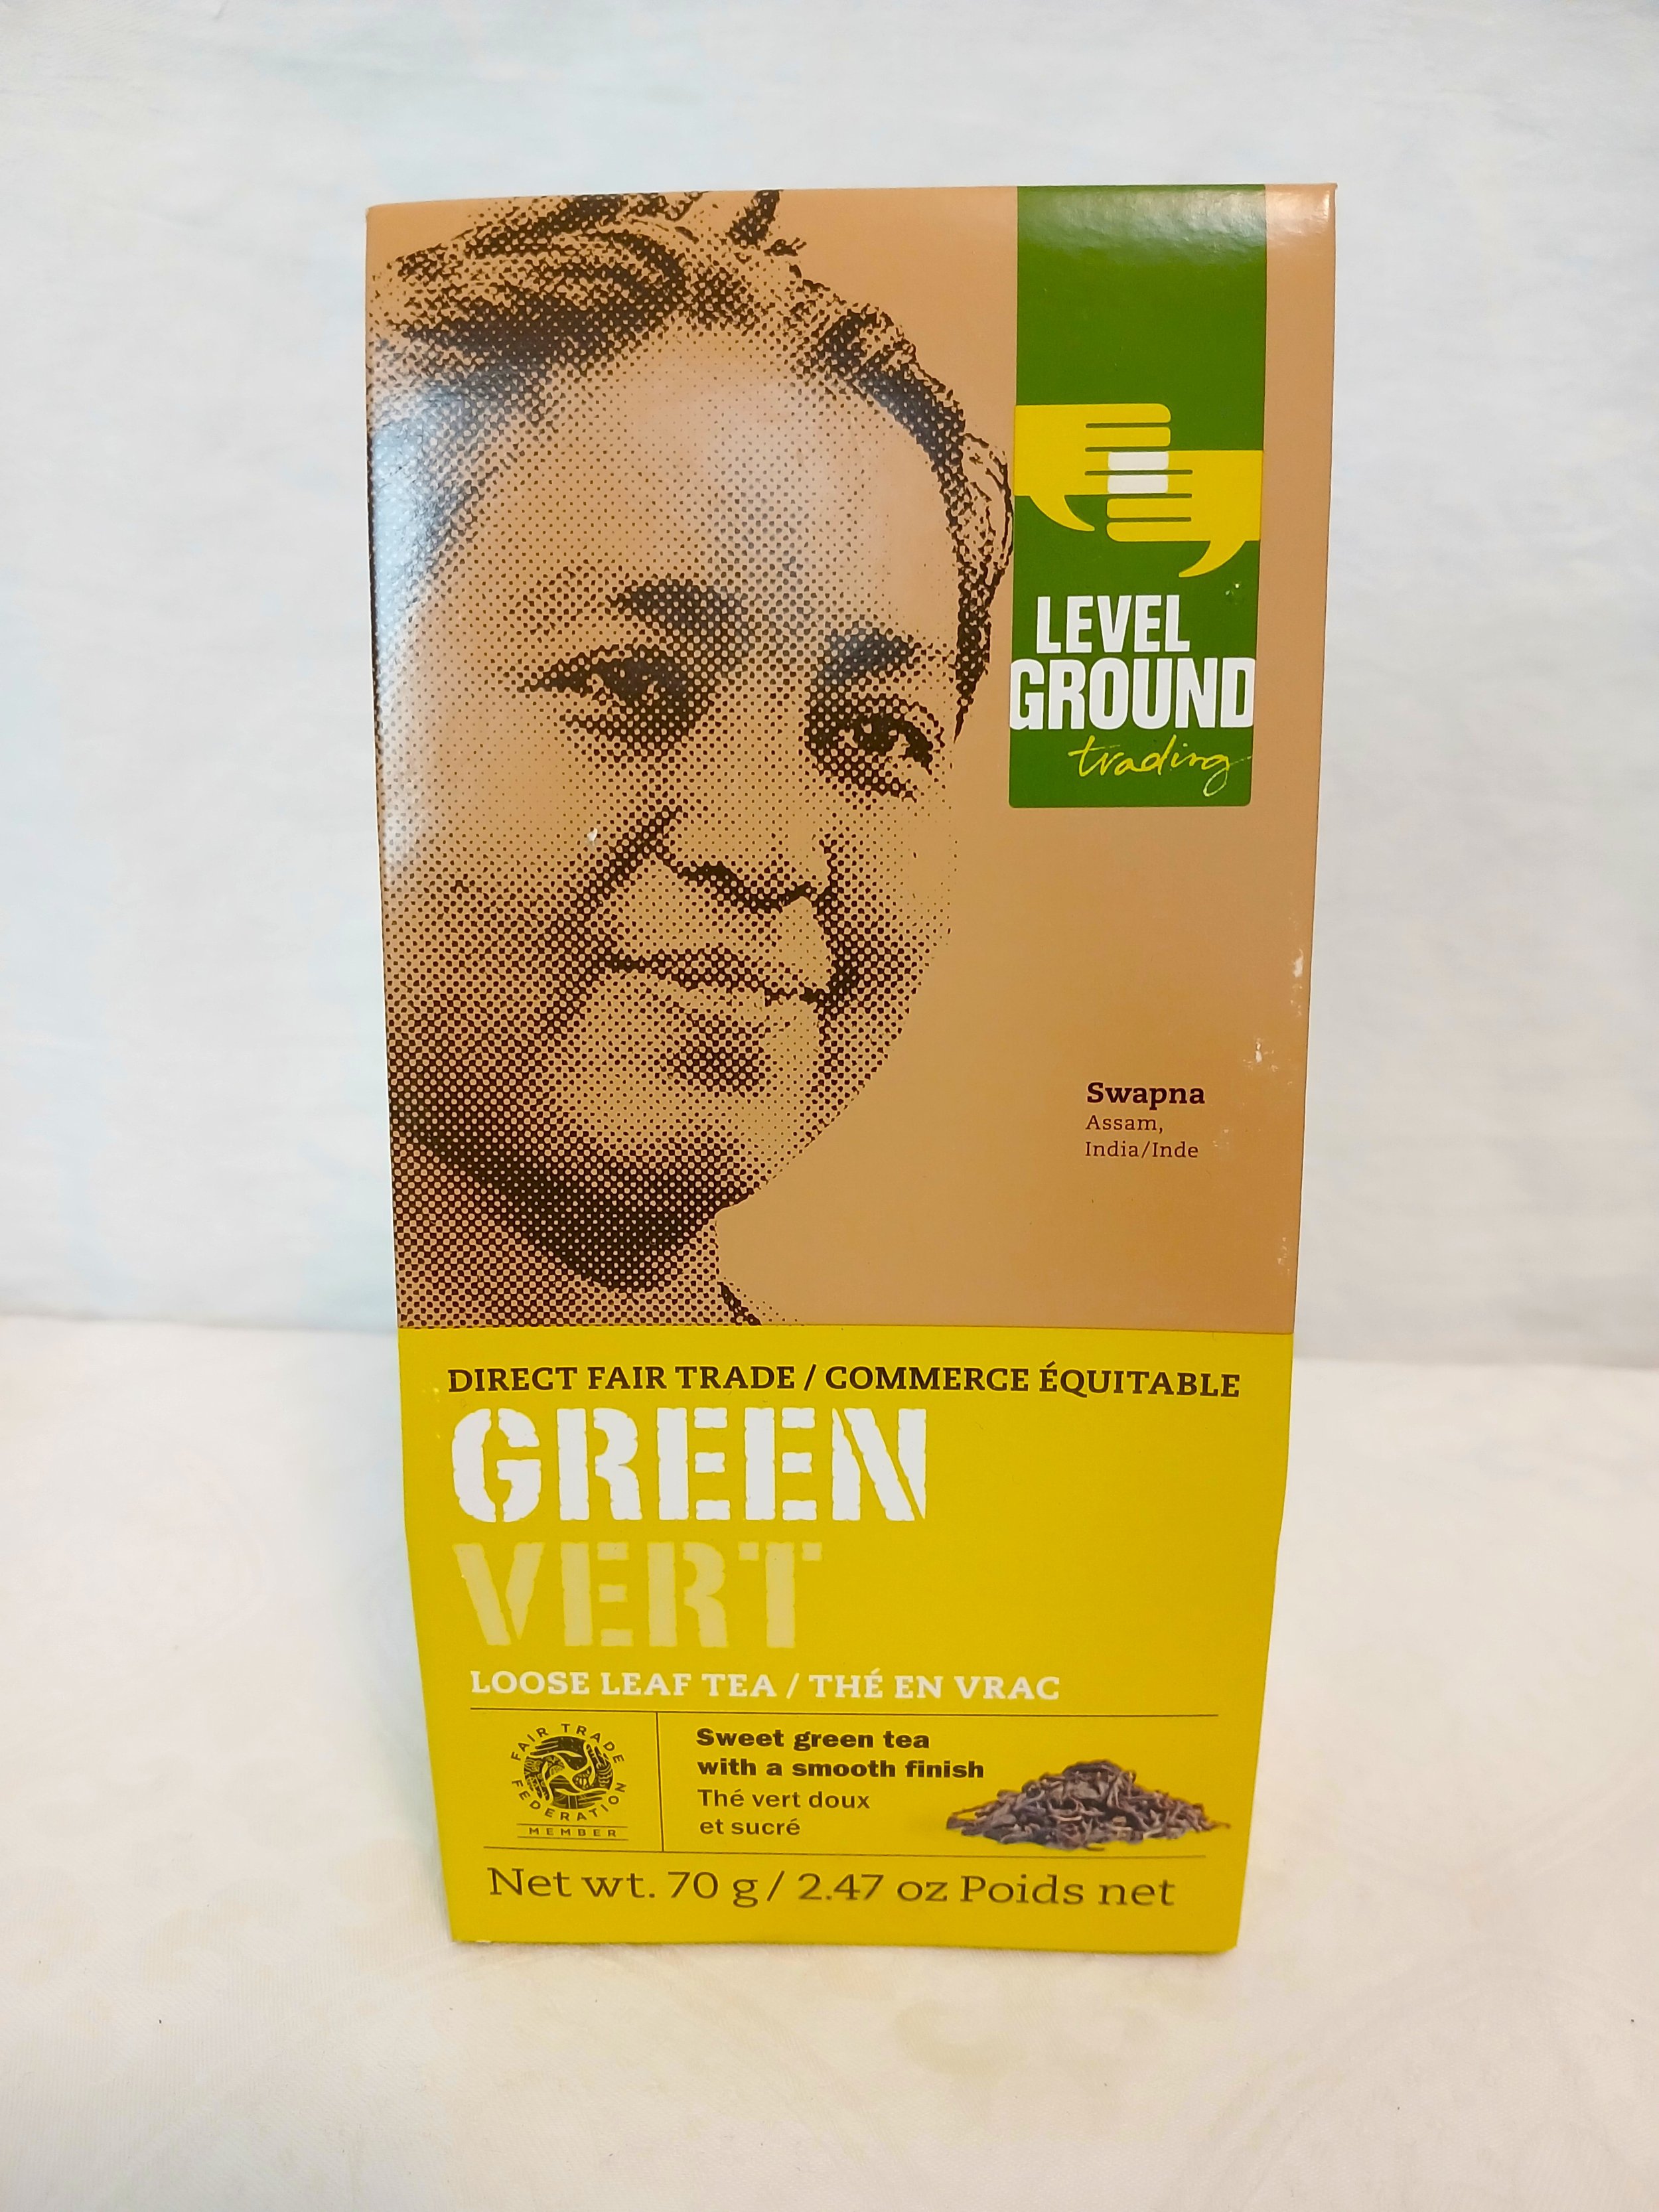 LEVEL
GROUND
trading
Swapna
Assam,
India/Inde
DIRECT FAIR TRADE / COMMERCE ÉQUITABLE
GREEN
VERT
LOOSE LEAF TEA / THÉ EN VRAC
FAIR TRADE
FEDERATION
MEMBER
Sweet green tea
with a smooth finish
Thé vert doux
et sucré
Net wt. 70 g / 2.47 oz Poids net